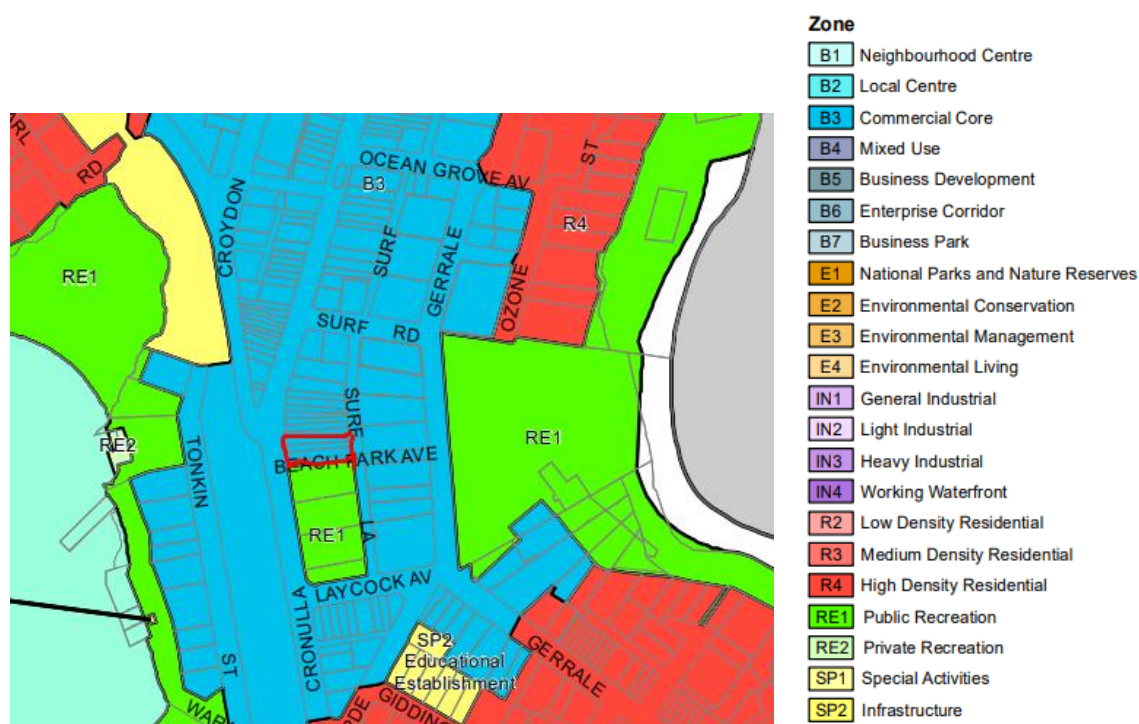 Zone
B1 Neighbourhood Centre
B2 Local Centre
B3 Commercial Core
B4 Mixed Use
B5 Business Development
B6 Enterprise Corridor
B7 Business Park
E1 National Parks and Nature Reserves
E2 Environmental Conservation
E3 Environmental Management
E4 Environmental Living
IN1 General Industrial
IN2 Light Industrial
IN3 Heavy Industrial
IN4 Working Waterfront
R2 Low Density Residential
R3 Medium Density Residential
R4 High Density Residential
RE1 Public Recreation
RE2 Private Recreation
SP1 Special Activities
SP2 Infrastructure
RD
OCEAN GROVE AV
B3
ST
R4
RE1
CROYDON
SURF
GERRALE
OZONE
SURF RD
SURF
RE2
TONKIN
BEACH PARK AVE
RE1
RE1
LA
LAYCOCK AV
CRONULLA
ST
SP2
Educational
Establishment
GERRALE